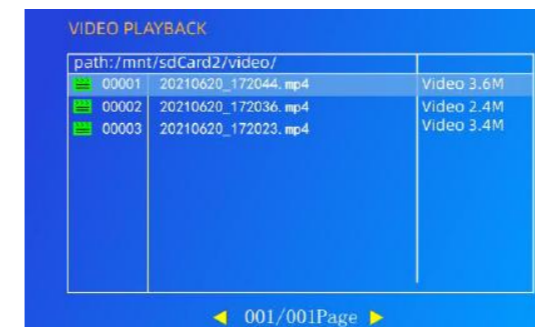 VIDEO PLAYBACK
path:/mnt/sdCard2/video/
00001 20210620_172044.mp4 Video 3.6M
00002 20210620_172036.mp4 Video 2.4M
00003 20210620_172023.mp4 Video 3.4M
001/001Page